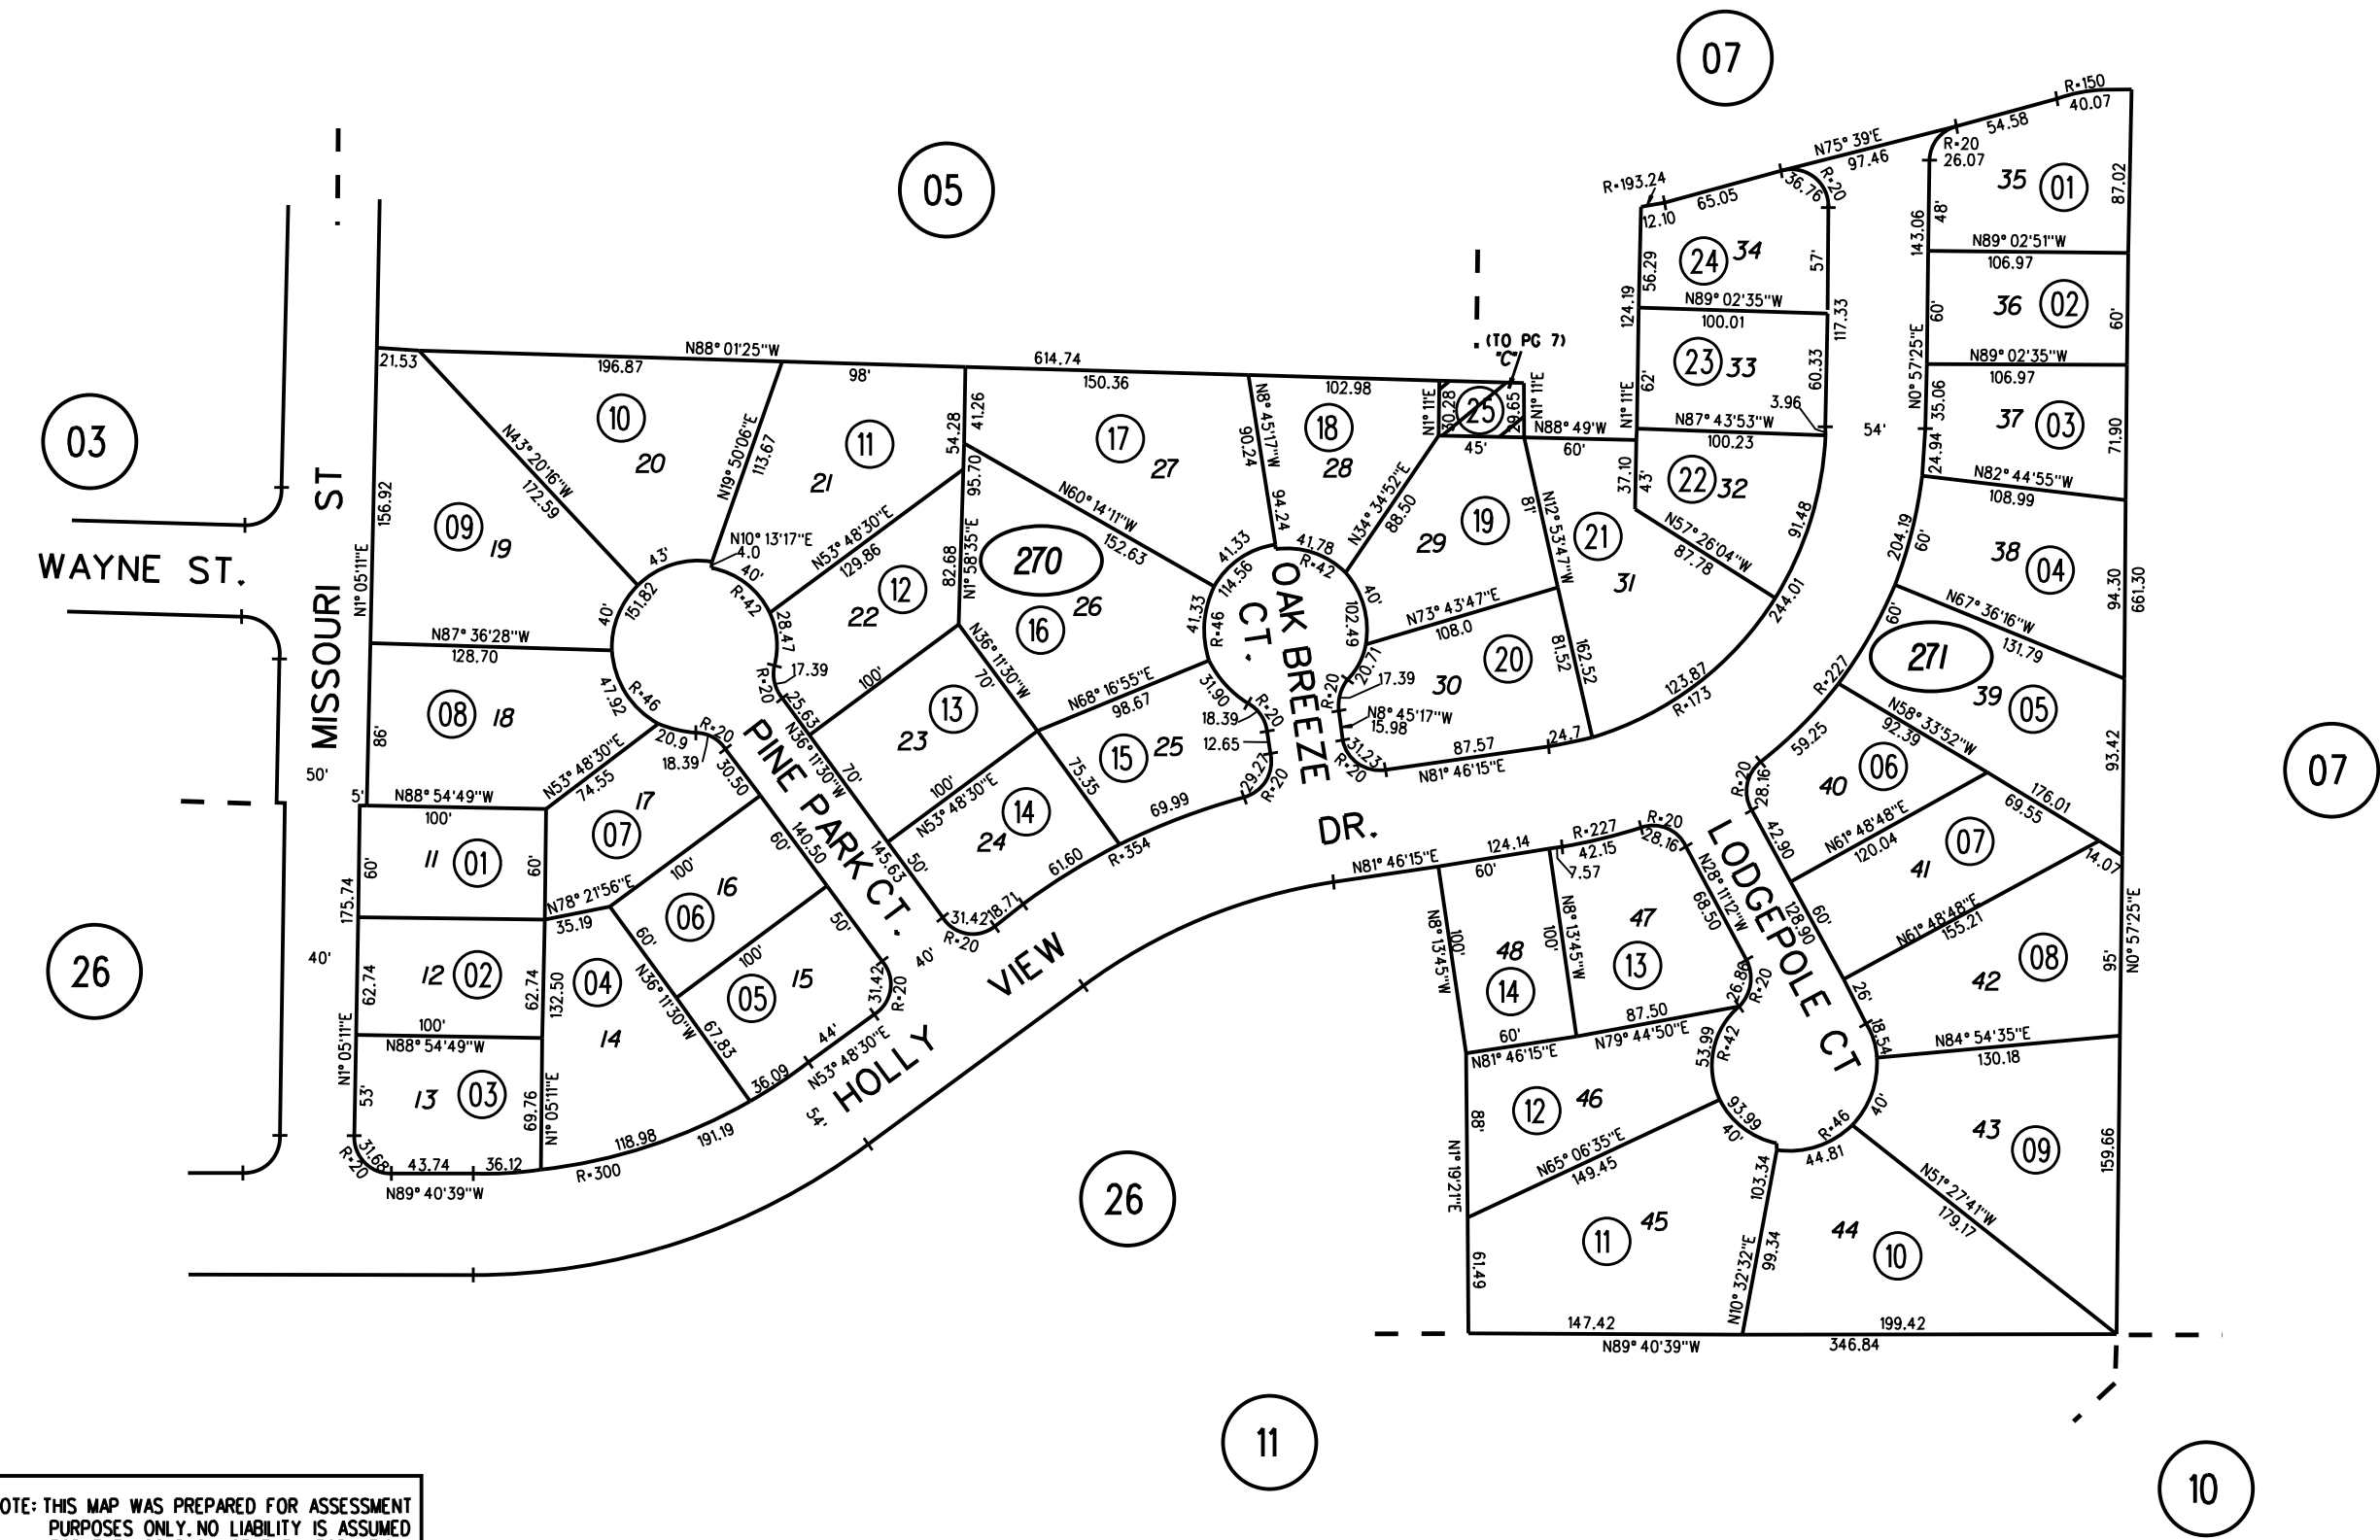 07
05
03
26
07
26
11
10
WAYNE ST.
MISSOURI ST
50'
5'
40'
N1° 05'11"E
156.92
86'
21.53
N88° 01'25"W
196.87
98'
614.74
150.36
102.98
N43° 20'16"W
172.59
10
20
N19° 50'06"E
113.67
11
21
54.28
41.26
09
19
N10° 13'17"E
4.0
N53° 48'30"E
129.86
95.70
82.68
N1° 58'35"E
12
22
43'
40'
151.82
40'
R=42
28.47
17.39
R=20
25.63
N87° 36'28"W
128.70
08
18
47.92
R=46
20.9
R=20
18.39
30.50
N53° 48'30"E
74.55
N88° 54'49"W
100'
17
07
11
01
60'
60'
175.74
N78° 21'56"E
35.19
100'
60'
140.50
16
06
12
02
62.74
62.74
132.50
04
14
60'
N36° 11'30"W
67.83
100'
50'
05
15
100'
N88° 54'49"W
N1° 05'11"E
53'
13
03
69.76
N1° 05'11"E
31.68
R=20
43.74
36.12
N89° 40'39"W
118.98
191.19
R=300
36.09
44'
N53° 48'30"E
31.42
R=20
40'
54'
PINE PARK CT.
N36° 11'30"W
70'
145.63
50'
31.42
R=20
18.71
100'
13
23
70'
N36° 11'30"W
100'
N53° 48'30"E
14
24
75.35
61.60
R=354
69.99
270
16
26
17
27
N60° 14'11"W
152.63
N68° 16'55"E
98.67
15
25
41.33
114.56
41.33
R=46
31.90
R=20
18.39
12.65
29.27
R=20
OAK BREEZE
CT.
N8° 45'17"W
90.24
94.24
18
28
41.78
R=42
40'
102.49
20.71
17.39
R=20
N8° 45'17"W
15.98
31.23
R=20
N34° 34'52"E
88.50
(TO PG 7)
"C"
N1° 11'E
30.28
25
29.65
N1° 11'E
45'
N88° 49'W
60'
19
29
81'
N12° 53'47"W
N73° 43'47"E
108.0
20
30
81.52
162.52
21
31
87.57
N81° 46'15"E
24.7
123.87
R=173
244.01
HOLLY VIEW DR.
R=193.24
12.10
65.05
36.76
R=20
N75° 39'E
97.46
54.58
R=150
40.07
R=20
26.07
24
34
56.29
57'
124.19
N89° 02'35"W
100.01
117.33
23
33
N1° 11'E
62'
60.33
3.96
N87° 43'53"W
100.23
54'
22
32
37.10
43'
N57° 26'04"W
87.78
91.48
35
01
87.02
48'
143.06
N89° 02'51"W
106.97
36
02
60'
60'
N0° 57'25"E
N89° 02'35"W
106.97
37
03
35.06
24.94
71.90
N82° 44'55"W
108.99
204.19
60'
38
04
94.30
661.30
N67° 36'16"W
131.79
60'
271
39
05
R=227
59.25
N58° 33'52"W
92.39
93.42
R=20
28.16
40
06
42.90
N61° 48'48"E
120.04
176.01
69.55
41
07
14.07
128.90
60'
N61° 48'48"E
155.21
42
08
95'
N0° 57'25"E
26'
18.54
N84° 54'35"E
130.18
LODGEPOLE CT
N81° 46'15"E
124.14
60'
R=227
42.15
7.57
R=20
28.16
N28° 11'12"W
68.50
N8° 13'45"W
100'
48
14
100'
N8° 13'45"W
47
13
26.86
R=20
60'
N81° 46'15"E
87.50
N79° 44'50"E
53.99
R=42
88'
12
46
93.99
40'
N65° 06'35"E
149.45
N1° 19'21"E
61.49
11
45
R=46
44.81
40'
43
09
159.66
103.34
N10° 32'32"E
99.34
44
10
N51° 27'41"W
179.17
147.42
199.42
N89° 40'39"W
346.84
OTE: THIS MAP WAS PREPARED FOR ASSESSMENT
PURPOSES ONLY. NO LIABILITY IS ASSUMED